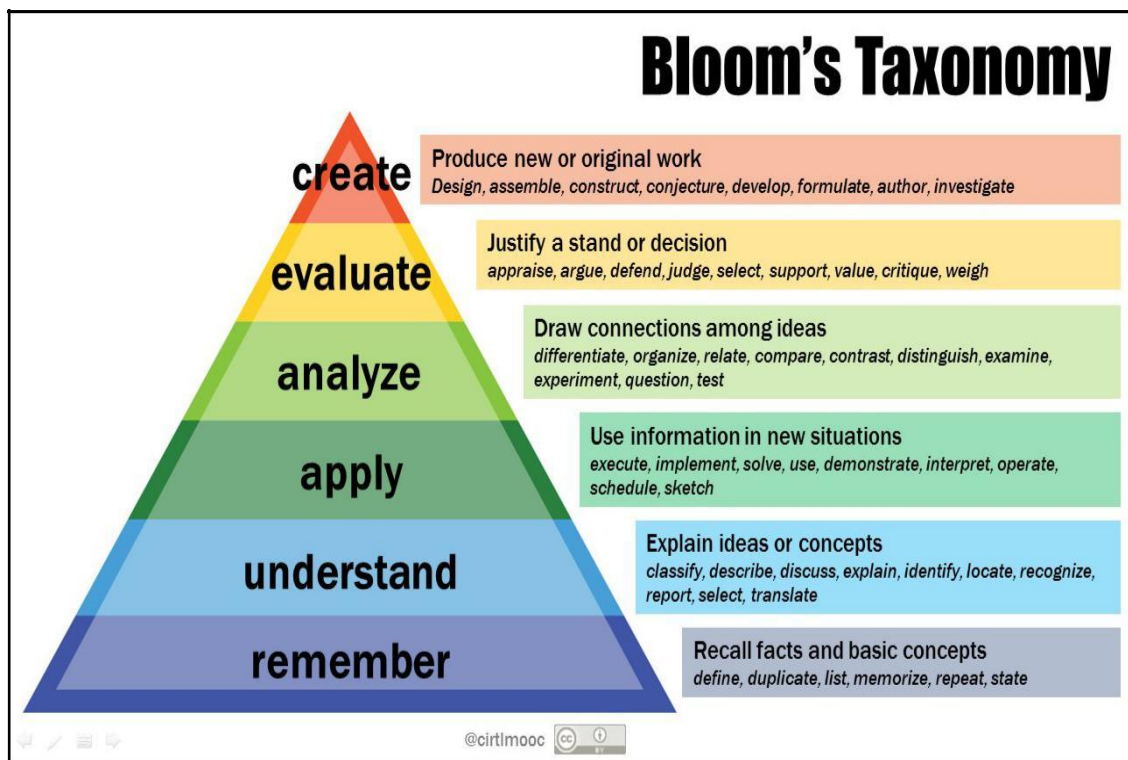 Bloom's Taxonomy
create
Produce new or original work
Design, assemble, construct, conjecture, develop, formulate, author, investigate
evaluate
Justify a stand or decision
appraise, argue, defend, judge, select, support, value, critique, weigh
analyze
Draw connections among ideas
differentiate, organize, relate, compare, contrast, distinguish, examine,
experiment, question, test
apply
Use information in new situations
execute, implement, solve, use, demonstrate, interpret, operate,
schedule, sketch
understand
Explain ideas or concepts
classify, describe, discuss, explain, identify, locate, recognize,
report, select, translate
remember
Recall facts and basic concepts
define, duplicate, list, memorize, repeat, state
@cirtlmooc
cc
BY